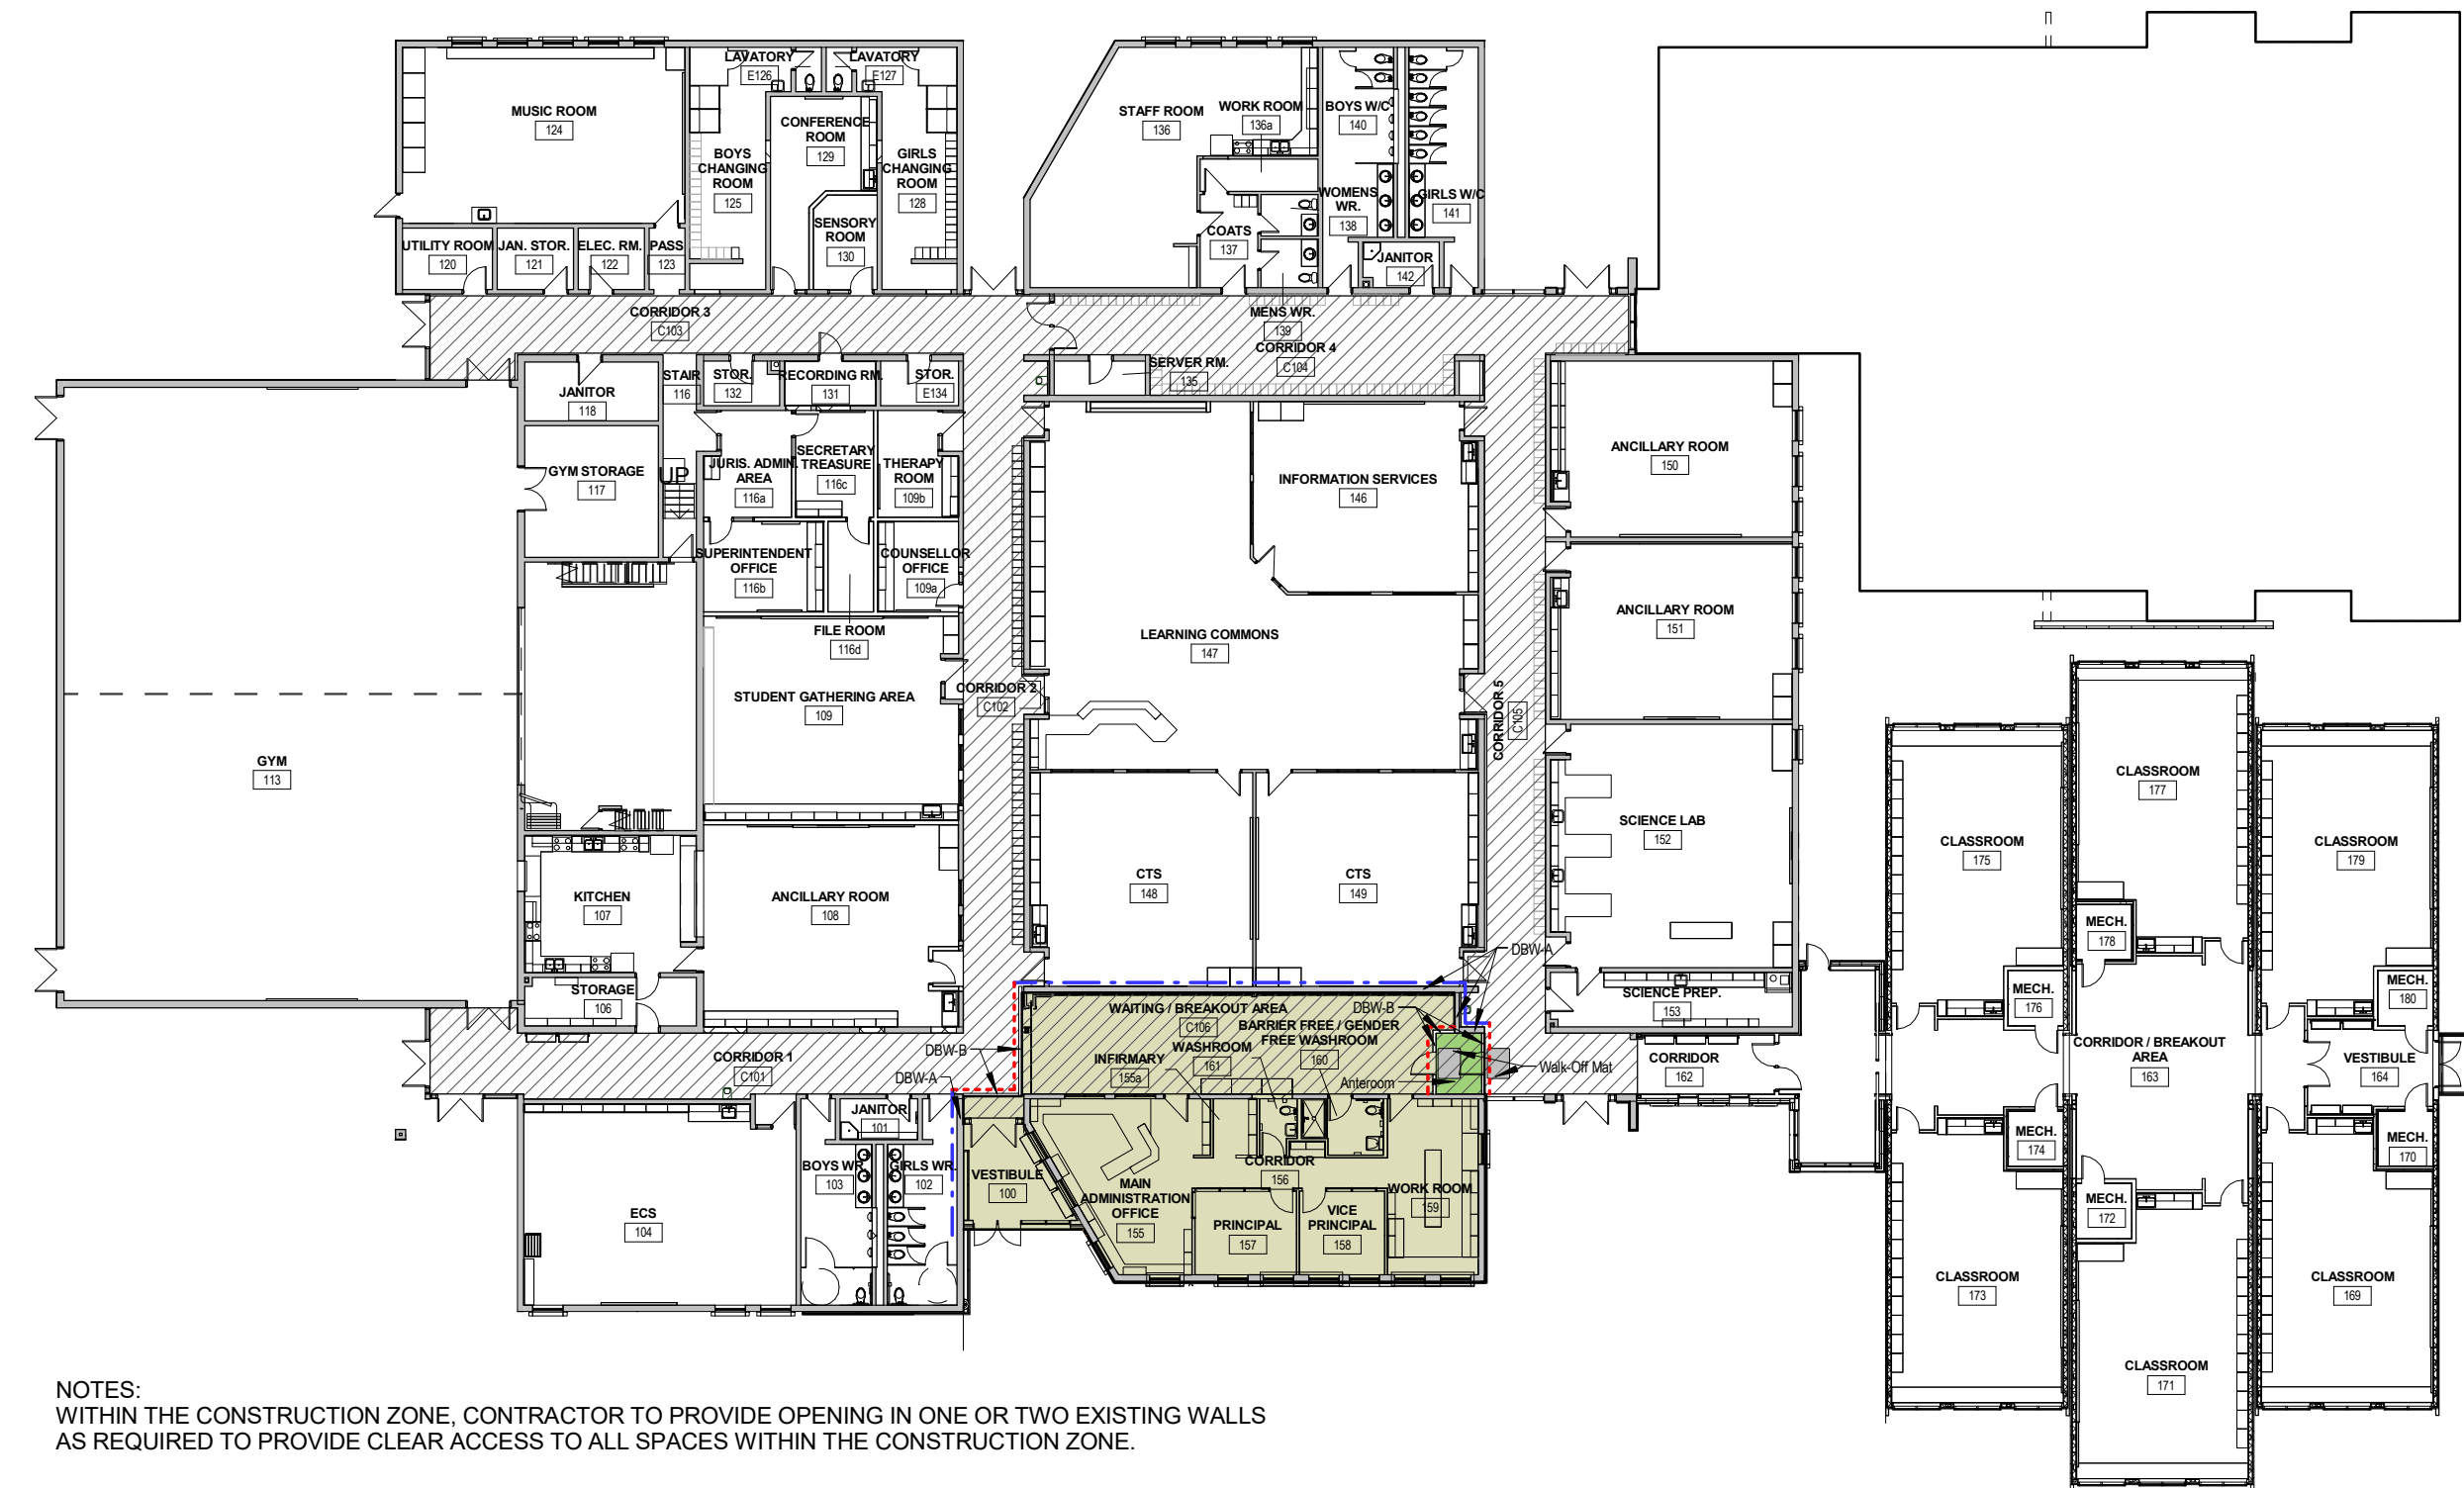 LAVATORY
E126
LAVATORY
E127
MUSIC ROOM
124
CONFERENCE
ROOM
129
BOYS
CHANGING
ROOM
125
GIRLS
CHANGING
ROOM
128
SENSORY
ROOM
130
STAFF ROOM
136
WORK ROOM
136a
BOYS W/C
140
WOMENS
WR.
138
GIRLS W/C
141
COATS
137
JANITOR
142
UTILITY ROOM
120
JAN. STOR.
121
ELEC. RM.
122
PASS
123
CORRIDOR 3
C103
MENS WR.
139
CORRIDOR 4
C104
SERVER RM.
135
JANITOR
118
STAIR
116
STOR.
132
RECORDING RM.
131
STOR.
E134
GYM STORAGE
117
UP
JURIS. ADMIN.
AREA
116a
SECRETARY
TREASURE
116c
THERAPY
ROOM
109b
INFORMATION SERVICES
146
ANCILLARY ROOM
150
SUPERINTENDENT
OFFICE
116b
COUNSELLOR
OFFICE
109a
FILE ROOM
116d
LEARNING COMMONS
147
ANCILLARY ROOM
151
STUDENT GATHERING AREA
109
CORRIDOR 2
C102
CORRIDOR 5
C105
GYM
113
SCIENCE LAB
152
CLASSROOM
177
CLASSROOM
175
CLASSROOM
179
KITCHEN
107
ANCILLARY ROOM
108
CTS
148
CTS
149
DBW-A
MECH.
178
STORAGE
106
SCIENCE PREP.
153
MECH.
176
MECH.
180
WAITING / BREAKOUT AREA
C106
DBW-B
BARRIER FREE / GENDER
FREE WASHROOM
160
WASHROOM
161
INFIRMARY
155a
DBW-B
DBW-A
CORRIDOR 1
C101
Anteroom
Walk-Off Mat
CORRIDOR
162
CORRIDOR / BREAKOUT
AREA
163
VESTIBULE
164
JANITOR
101
BOYS WR.
103
GIRLS WR.
102
VESTIBULE
100
CORRIDOR
156
MAIN
ADMINISTRATION
OFFICE
155
WORK ROOM
159
PRINCIPAL
157
VICE
PRINCIPAL
158
ECS
104
MECH.
174
MECH.
170
MECH.
172
CLASSROOM
173
CLASSROOM
169
CLASSROOM
171
NOTES:
WITHIN THE CONSTRUCTION ZONE, CONTRACTOR TO PROVIDE OPENING IN ONE OR TWO EXISTING WALLS
AS REQUIRED TO PROVIDE CLEAR ACCESS TO ALL SPACES WITHIN THE CONSTRUCTION ZONE.